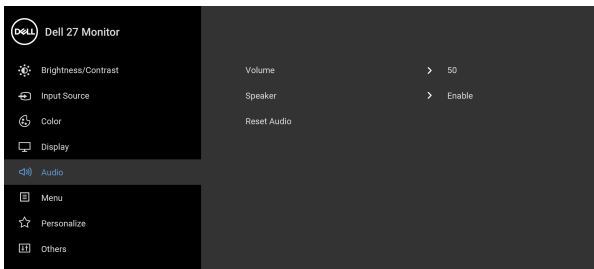 DELL Dell 27 Monitor
Brightness/Contrast
Input Source
Color
Display
Audio
Menu
Personalize
Others
Volume 50
Speaker Enable
Reset Audio